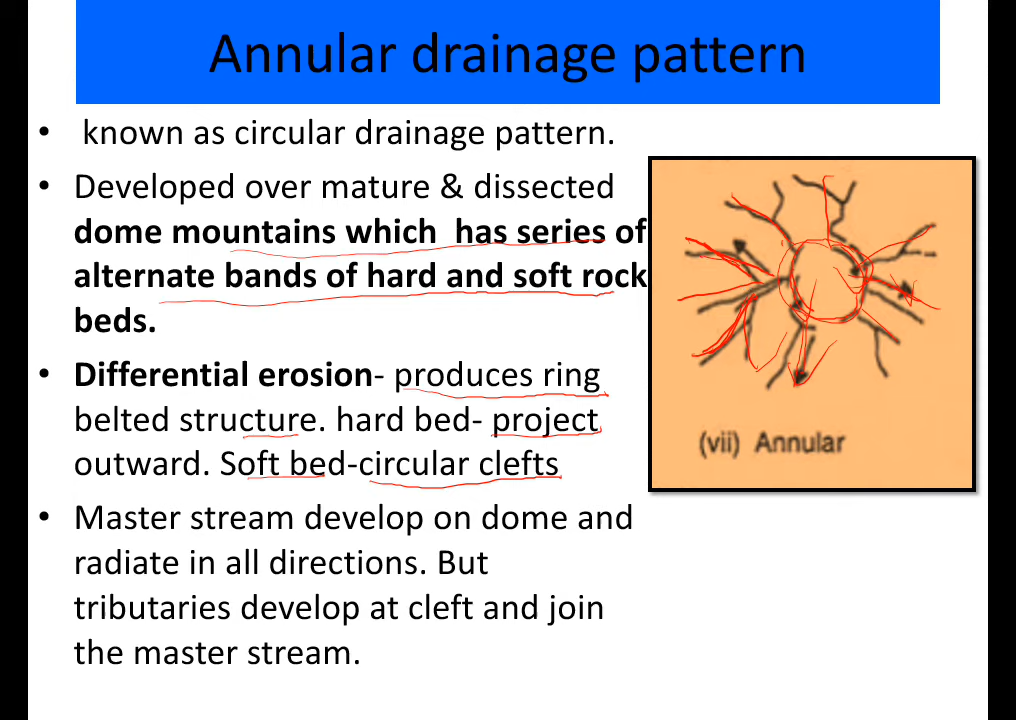 Annular drainage pattern
• known as circular drainage pattern.
• Developed over mature & dissected
dome mountains which has series of
alternate bands of hard and soft rock
beds.
• Differential erosion- produces ring
belted structure. hard bed- project
outward. Soft bed-circular clefts
• Master stream develop on dome and
radiate in all directions. But
tributaries develop at cleft and join
the master stream.
(vii) Annular